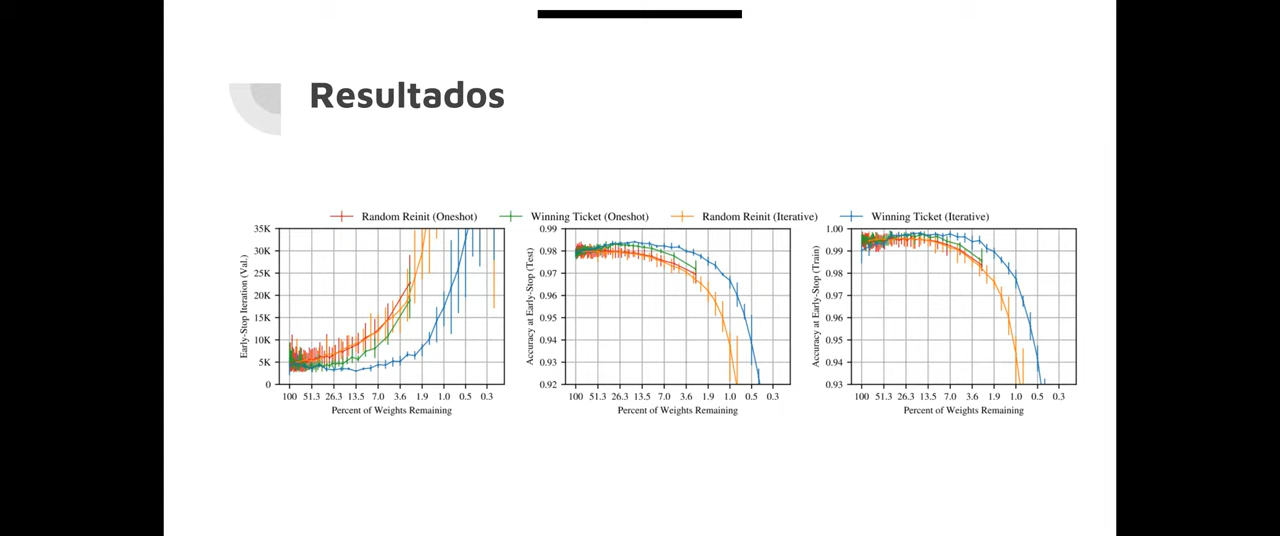 Resultados
Random Reinit (Oneshot) Winning Ticket (Oneshot) Random Reinit (Iterative) Winning Ticket (Iterative)
35K
30K
25K
20K
15K
10K
5K
0
Early-Stop Iteration (Val.)
100 51.3 26.3 13.5 7.0 3.6 1.9 1.0 0.5 0.3
Percent of Weights Remaining
0.99
0.98
0.97
0.96
0.95
0.94
0.93
0.92
Accuracy at Early-Stop (Test)
100 51.3 26.3 13.5 7.0 3.6 1.9 1.0 0.5 0.3
Percent of Weights Remaining
1.00
0.99
0.98
0.97
0.96
0.95
0.94
0.93
Accuracy at Early-Stop (Train)
100 51.3 26.3 13.5 7.0 3.6 1.9 1.0 0.5 0.3
Percent of Weights Remaining